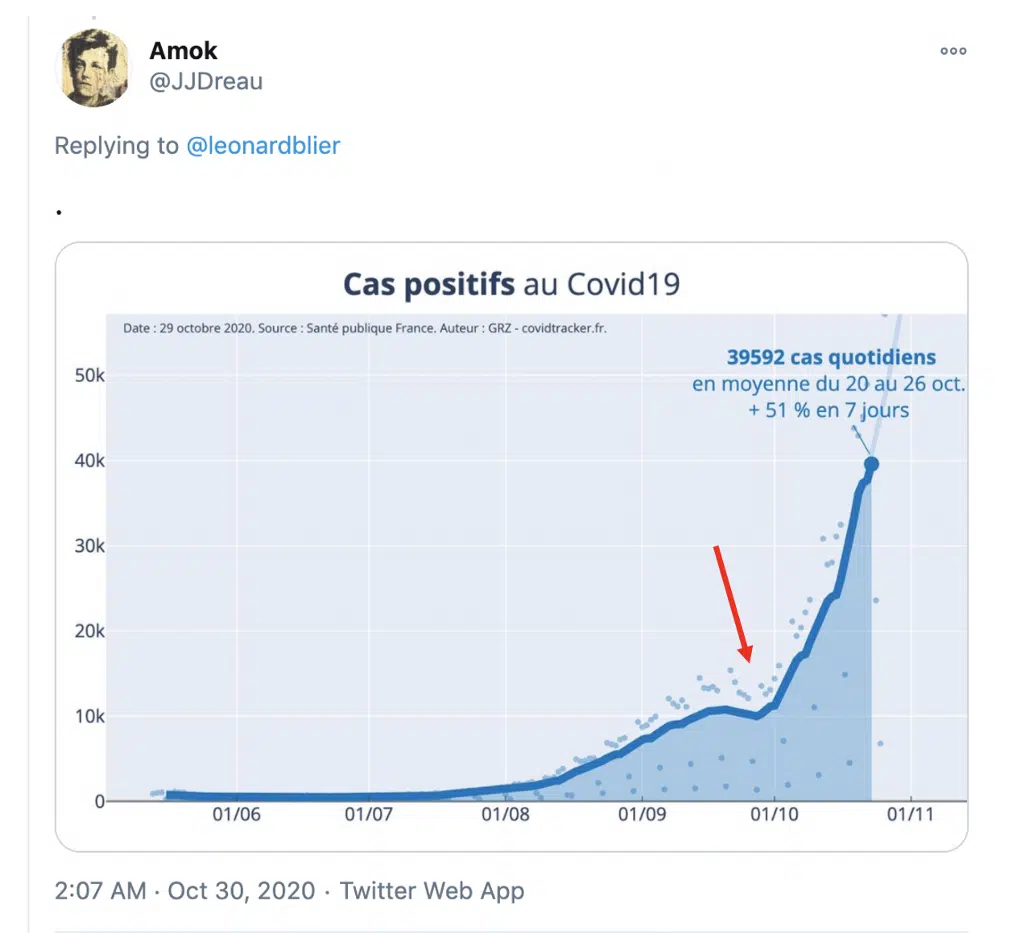 Amok
@JJDreau
Replying to @leonardblier
.
Cas positifs au Covid19
Date : 29 octobre 2020. Source : Santé publique France. Auteur : GRZ - covidtracker.fr.
39592 cas quotidiens
en moyenne du 20 au 26 oct.
+ 51 % en 7 jours
50k
40k
30k
20k
10k
0
01/06 01/07 01/08 01/09 01/10 01/11
2:07 AM · Oct 30, 2020 · Twitter Web App